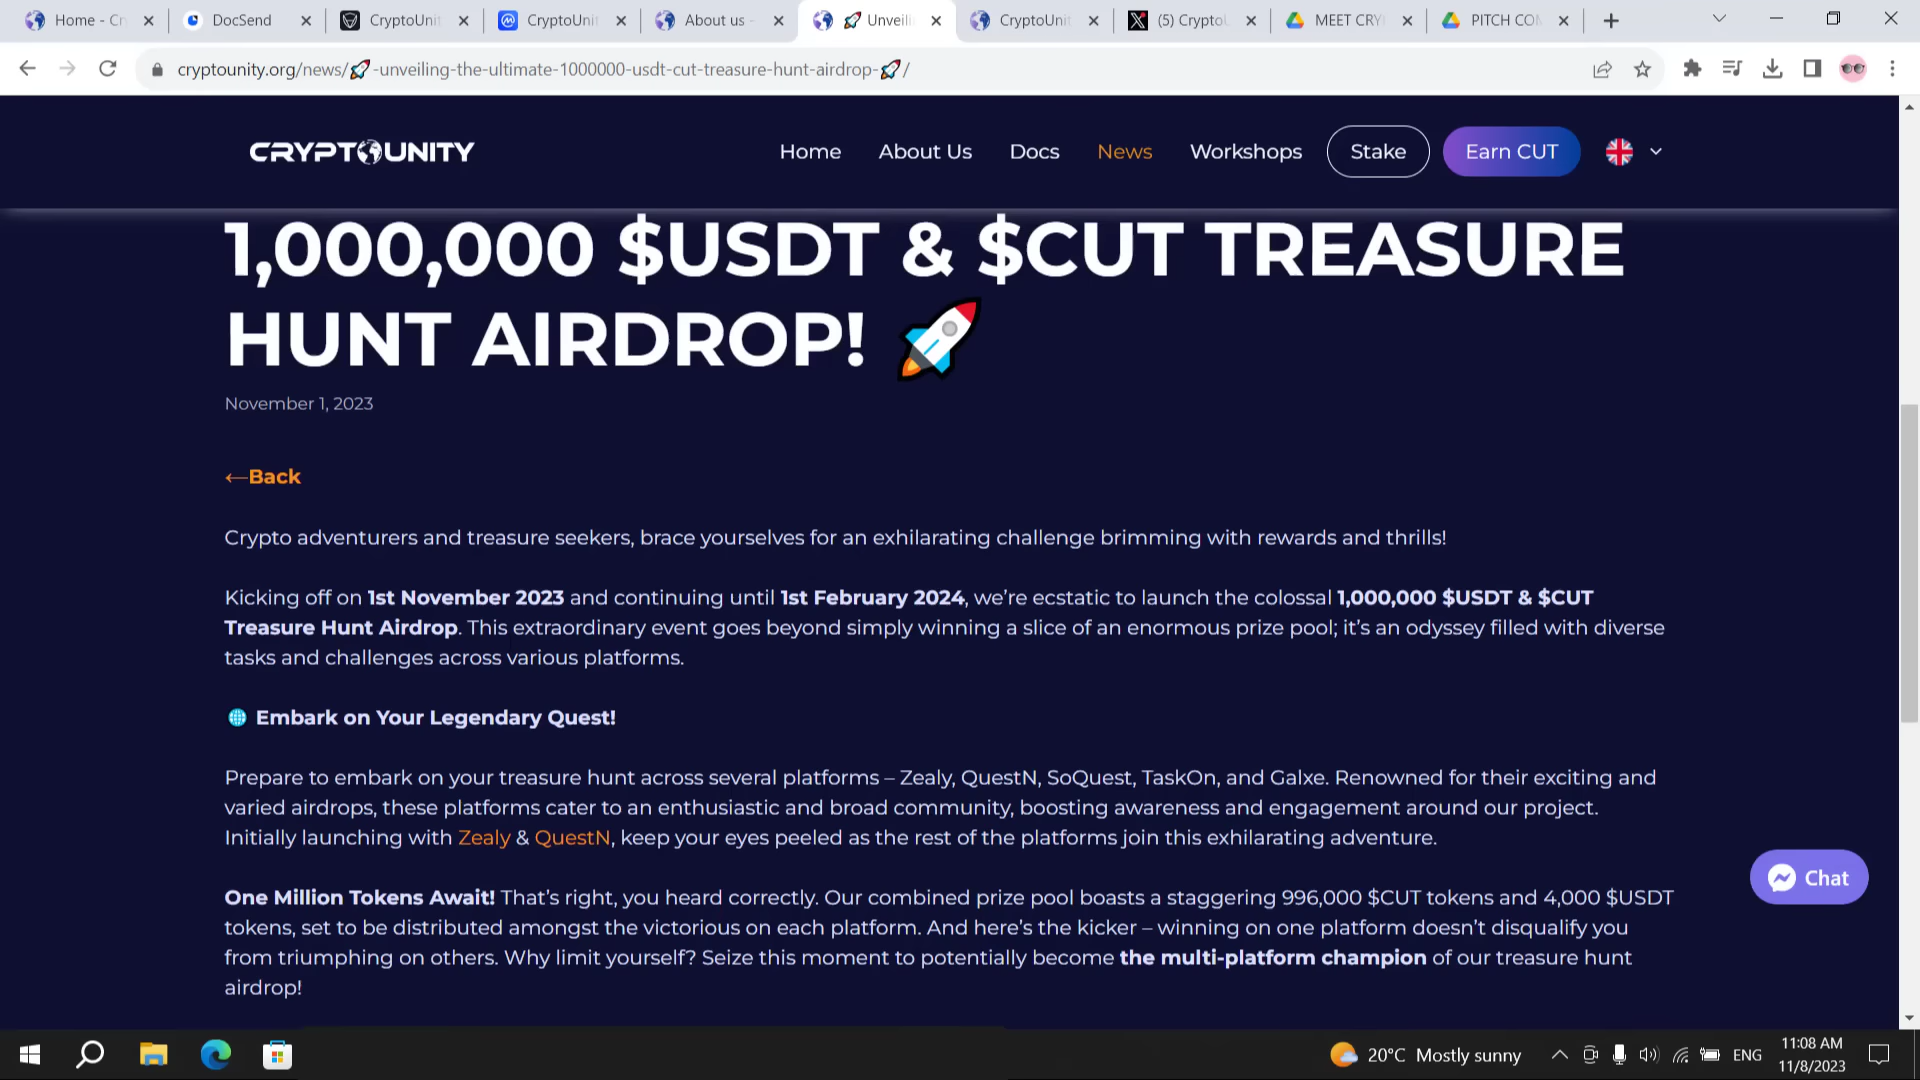 Home - Cr
DocSend
CryptoUnit
CryptoUnit
About us -
🚀 Unveili
CryptoUnit
(5) CryptoU
MEET CRY
PITCH COM
cryptounity.org/news/🚀-unveiling-the-ultimate-1000000-usdt-cut-treasure-hunt-airdrop-🚀/
CRYPTOUNITY
Home
About Us
Docs
News
Workshops
Stake
Earn CUT
1,000,000 $USDT & $CUT TREASURE
HUNT AIRDROP! 🚀
November 1, 2023
←Back
Crypto adventurers and treasure seekers, brace yourselves for an exhilarating challenge brimming with rewards and thrills!
Kicking off on 1st November 2023 and continuing until 1st February 2024, we’re ecstatic to launch the colossal 1,000,000 $USDT & $CUT
Treasure Hunt Airdrop. This extraordinary event goes beyond simply winning a slice of an enormous prize pool; it’s an odyssey filled with diverse
tasks and challenges across various platforms.
🌐 Embark on Your Legendary Quest!
Prepare to embark on your treasure hunt across several platforms – Zealy, QuestN, SoQuest, TaskOn, and Galxe. Renowned for their exciting and
varied airdrops, these platforms cater to an enthusiastic and broad community, boosting awareness and engagement around our project.
Initially launching with Zealy & QuestN, keep your eyes peeled as the rest of the platforms join this exhilarating adventure.
Chat
One Million Tokens Await! That’s right, you heard correctly. Our combined prize pool boasts a staggering 996,000 $CUT tokens and 4,000 $USDT
tokens, set to be distributed amongst the victorious on each platform. And here’s the kicker – winning on one platform doesn’t disqualify you
from triumphing on others. Why limit yourself? Seize this moment to potentially become the multi-platform champion of our treasure hunt
airdrop!
20°C Mostly sunny
ENG
11:08 AM
11/8/2023